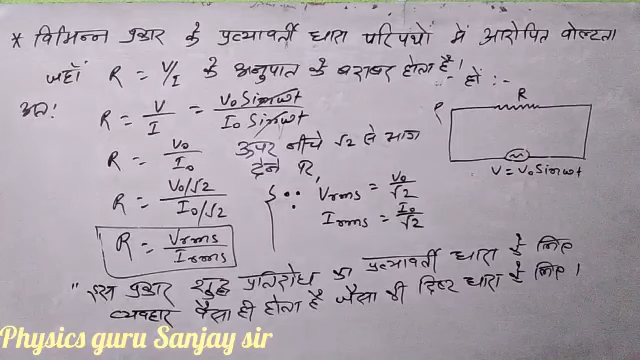 * विभिन्न प्रकार के प्रत्यावर्ती धारा परिपथों में आरोपित वोल्टता
जहाँ R = V/I के अनुपात के बराबर होता है।
हो :-
अतः
R = V/I = V₀ Sinωt / I₀ Sinωt
R = V₀/I₀ ऊपर नीचे √2 से भाग
देने पर,
R = V₀/√2 / I₀/√2
{ ∵ Vrms = V₀/√2
Irms = I₀/√2
R = Vrms/Irms
R
V = V₀ Sinωt
"इस प्रकार शुद्ध प्रतिरोध का प्रत्यावर्ती धारा के लिए
व्यवहार वैसा ही होता है जैसा की दिष्ट धारा के लिए।
Physics guru Sanjay sir